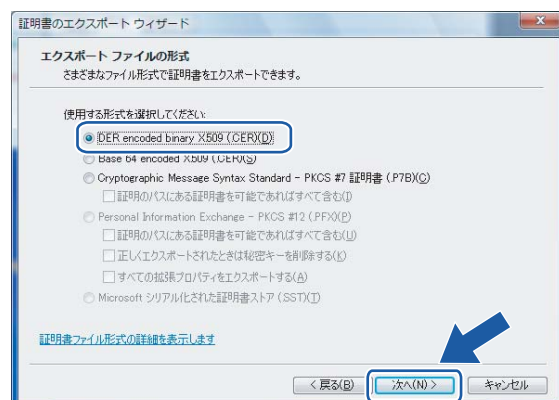 証明書のエクスポート ウィザード
エクスポート ファイルの形式
さまざまなファイル形式で証明書をエクスポートできます。
使用する形式を選択してください:
DER encoded binary X.509 (.CER)(D)
Base 64 encoded X.509 (.CER)(S)
Cryptographic Message Syntax Standard - PKCS #7 証明書 (.P7B)(C)
証明のパスにある証明書を可能であればすべて含む(I)
Personal Information Exchange - PKCS #12 (.PFX)(P)
証明のパスにある証明書を可能であればすべて含む(U)
正しくエクスポートされたときは秘密キーを削除する(K)
すべての拡張プロパティをエクスポートする(A)
Microsoft シリアル化された証明書ストア (.SST)(T)
証明書ファイル形式の詳細を表示します
< 戻る(B) 次へ(N) > キャンセル